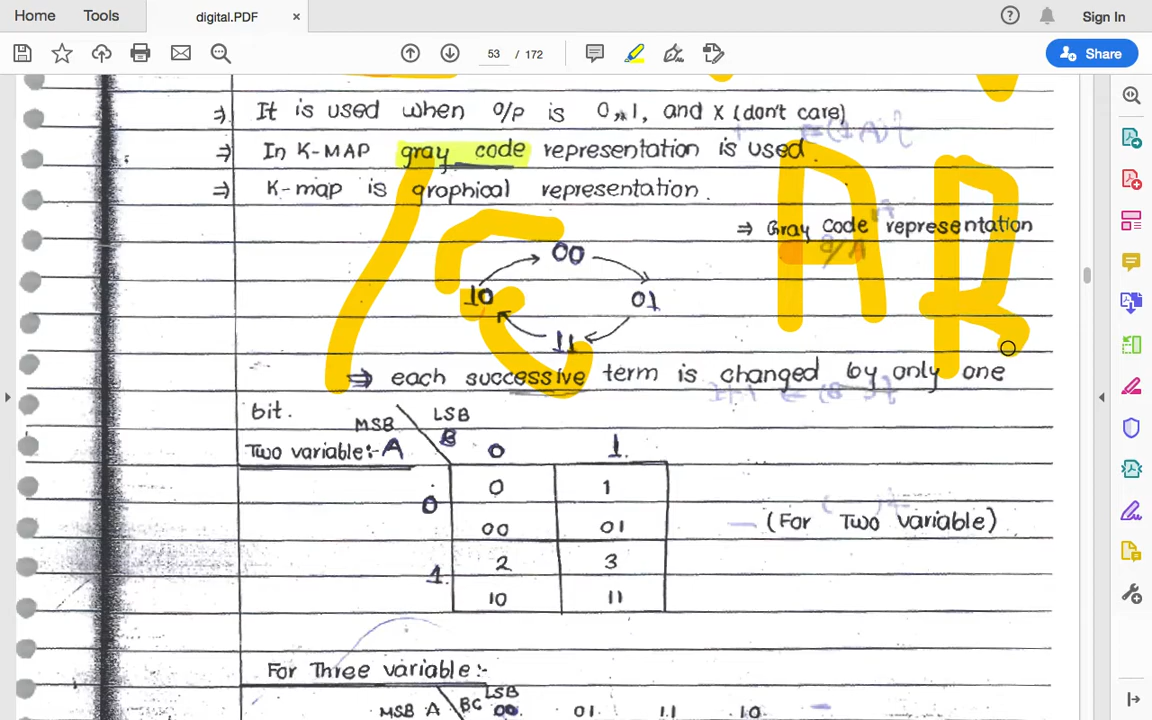 Home Tools digital.PDF × Sign In
53 / 172 Share
⇒ It is used when O/P is 0, 1, and X (don't care)
⇒ In K-MAP gray code representation is used.
⇒ K-map is graphical representation.
⇒ Gray Code representation
00
10 01
11
⇒ each successive term is changed by only one
bit.
MSB LSB
Two variable:- A B 0 1
0 0 1
00 01
(For Two variable)
1 2 3
10 11
For Three variable:-
MSB A BC LSB 00 01 11 10